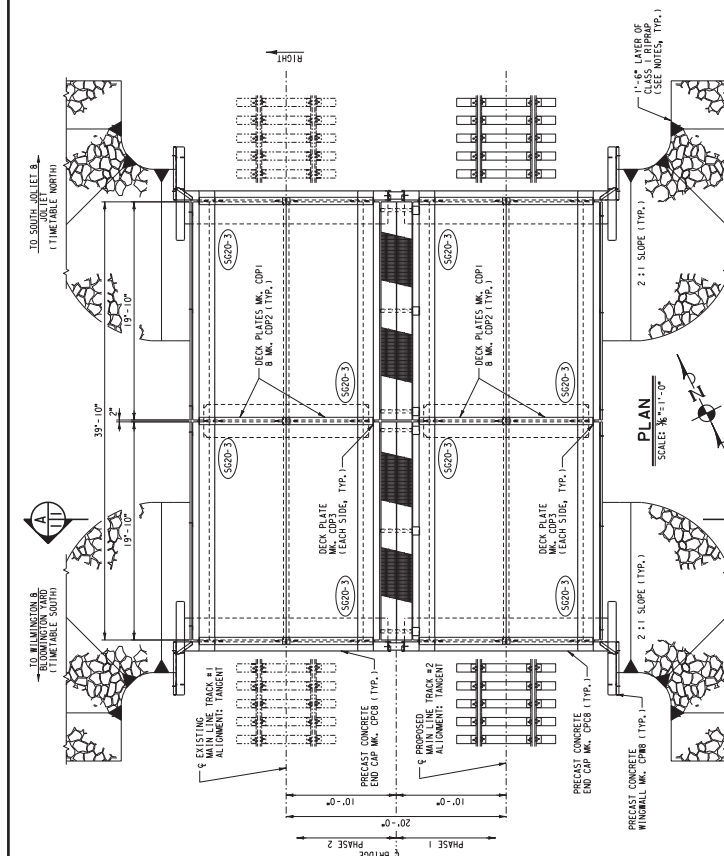 TO WILMINGTON &
BLOOMINGTON YARD
(TIMETABLE SOUTH)
TO SOUTH JOLIET &
JOLIET
(TIMETABLE NORTH)
A
39'-10"
19'-10"
2"
19'-10"
RIGHT
1'-6" LAYER OF
CLASS 1 RIPRAP
(SEE NOTES, TYP.)
℄ EXISTING
MAIN LINE TRACK #1
ALIGNMENT: TANGENT
SG20-3
SG20-3
SG20-3
SG20-3
DECK PLATES MK. CDP1
& MK. CDP2 (TYP.)
DECK PLATE
MK. CDP3
(EACH SIDE, TYP.)
PRECAST CONCRETE
END CAP MK. CPC8 (TYP.)
℄ BRIDGE
PHASE 2
PHASE 1
10'-0"
10'-0"
20'-0"
℄ PROPOSED
MAIN LINE TRACK #2
ALIGNMENT: TANGENT
SG20-3
SG20-3
SG20-3
SG20-3
DECK PLATES MK. CDP1
& MK. CDP2 (TYP.)
DECK PLATE
MK. CDP3
(EACH SIDE, TYP.)
PRECAST CONCRETE
END CAP MK. CPC8 (TYP.)
PRECAST CONCRETE
WINGWALL MK. CPW8 (TYP.)
2:1 SLOPE (TYP.)
2:1 SLOPE (TYP.)
PLAN
SCALE: 3/16"=1'-0"
N